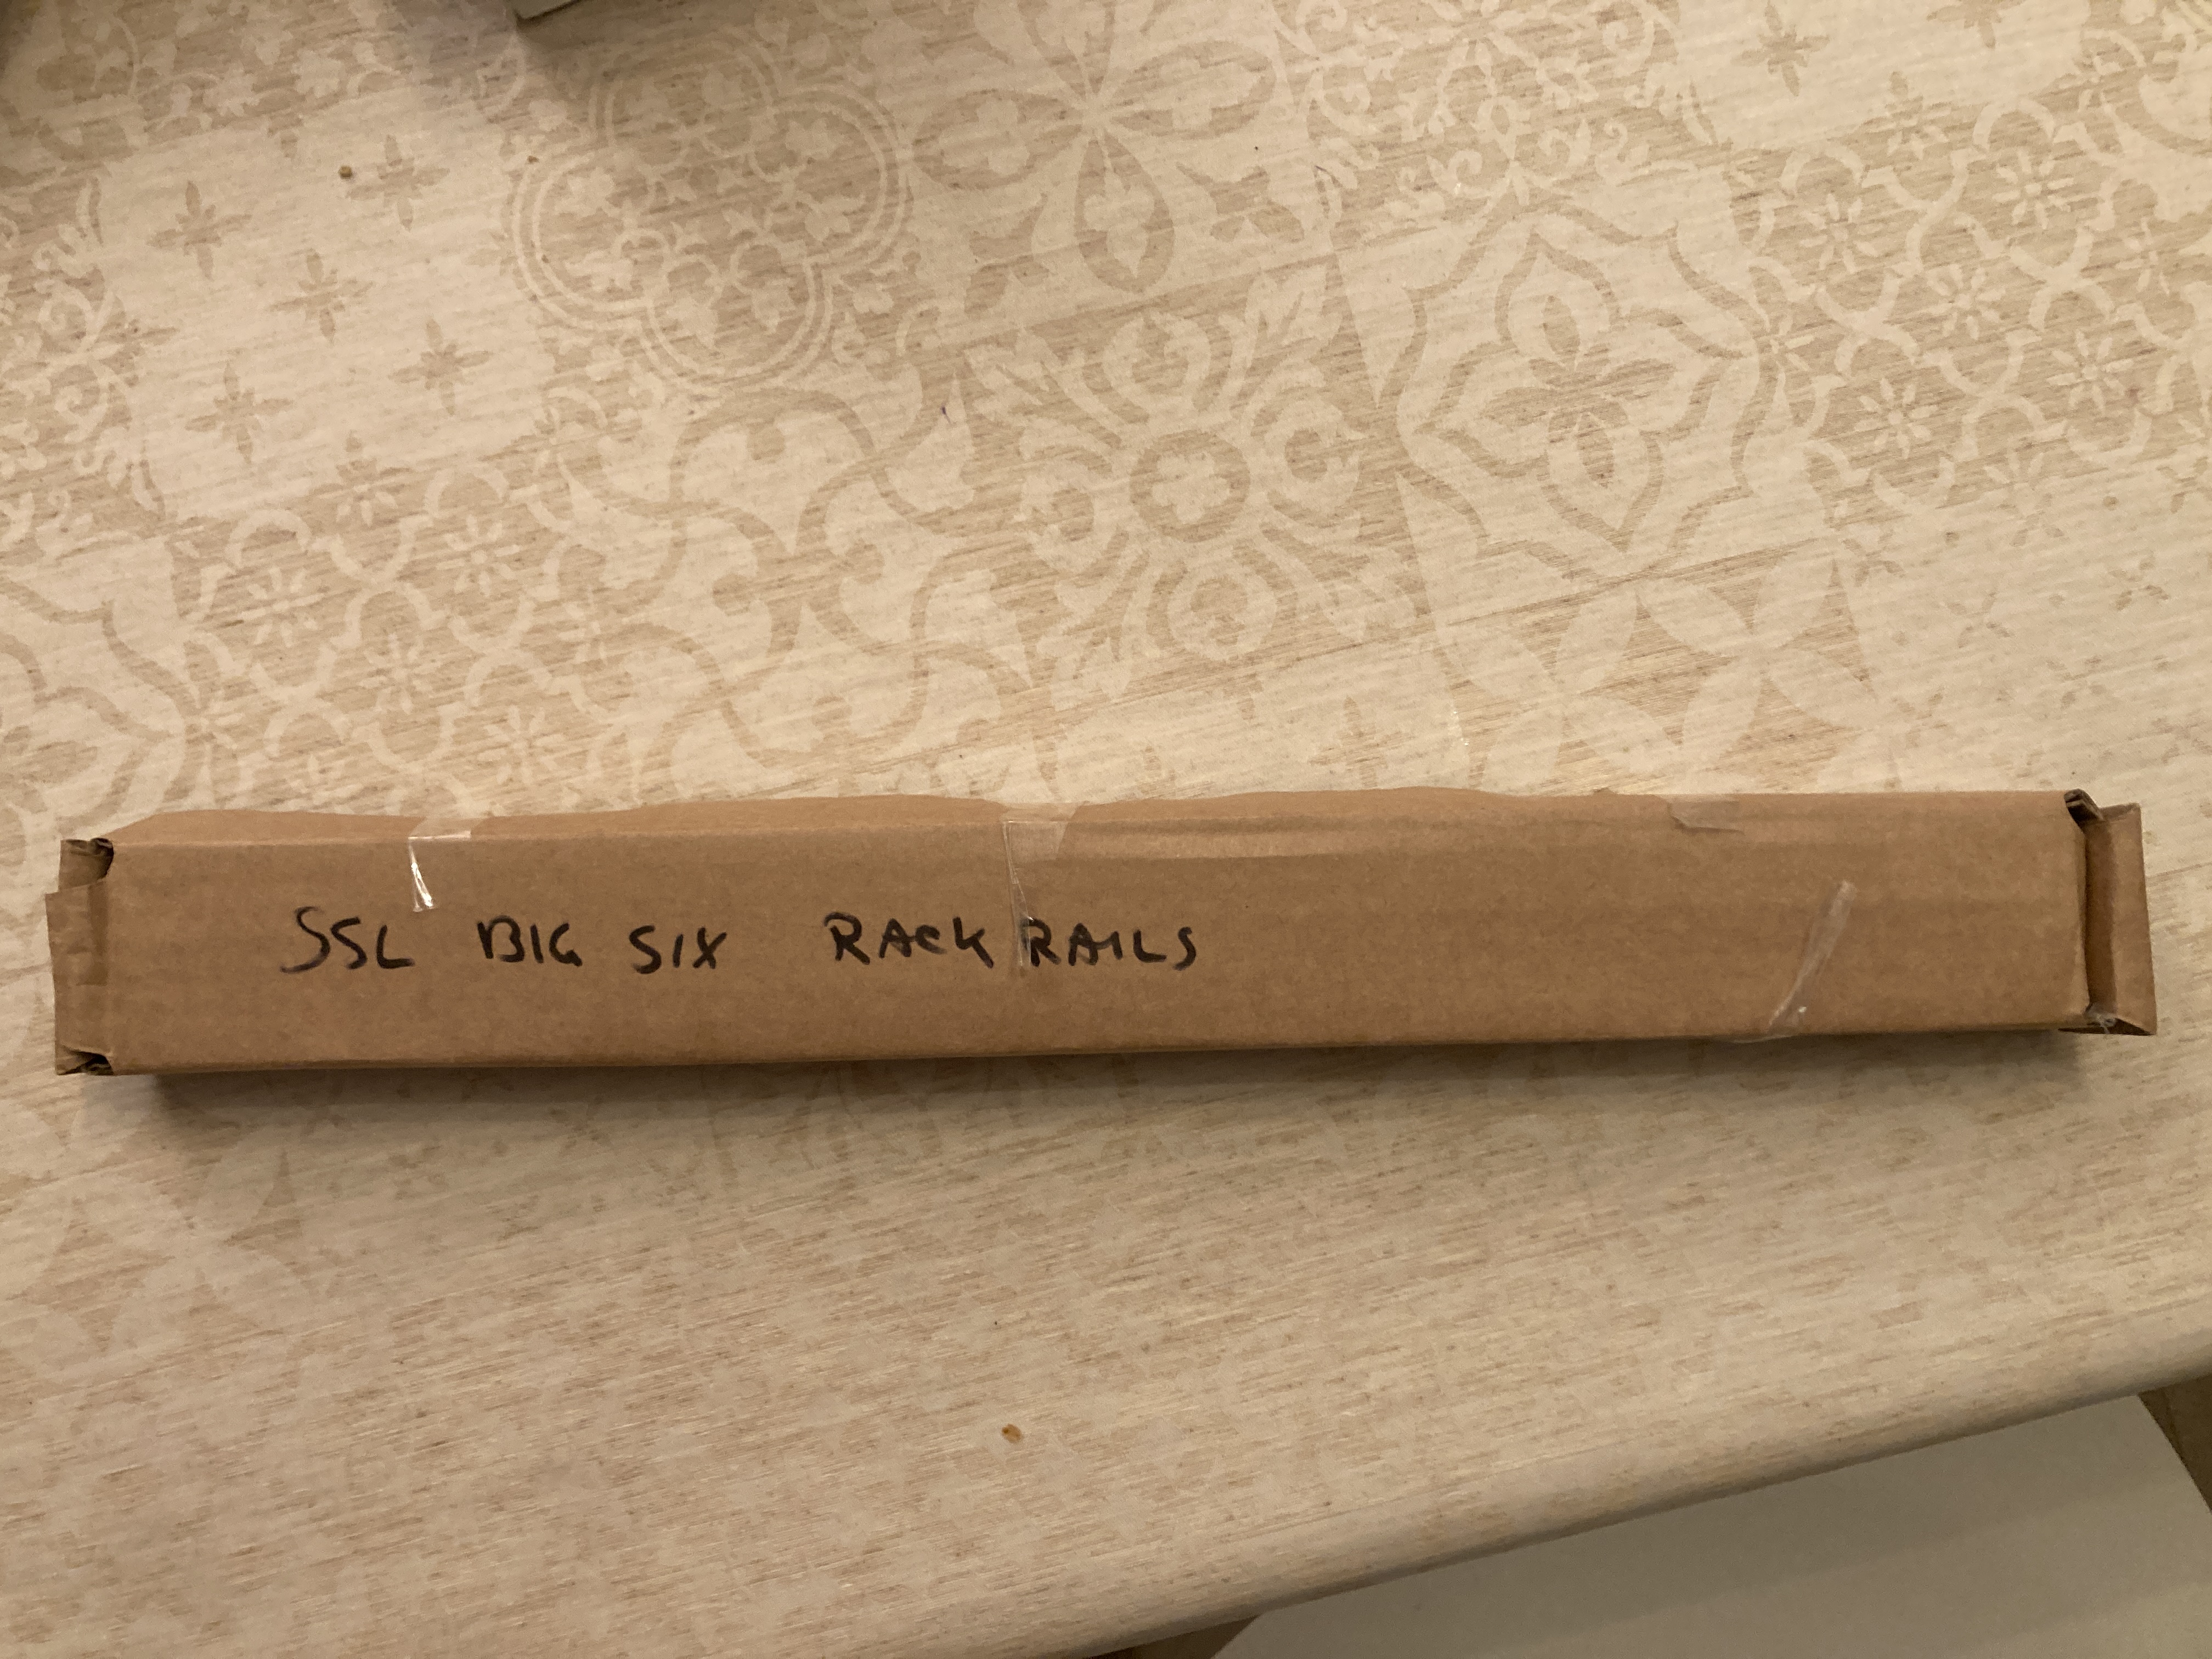 SSL BIG SIX RACK RAILS